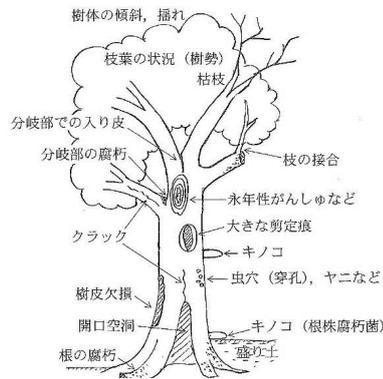 樹体の傾斜，揺れ
枝葉の状況（樹勢）
枯枝
分岐部での入り皮
分岐部の腐朽
枝の接合
永年性がんしゅなど
大きな剪定痕
クラック
キノコ
虫穴（穿孔），ヤニなど
樹皮欠損
開口空洞
キノコ（根株腐朽菌）
盛り土
根の腐朽